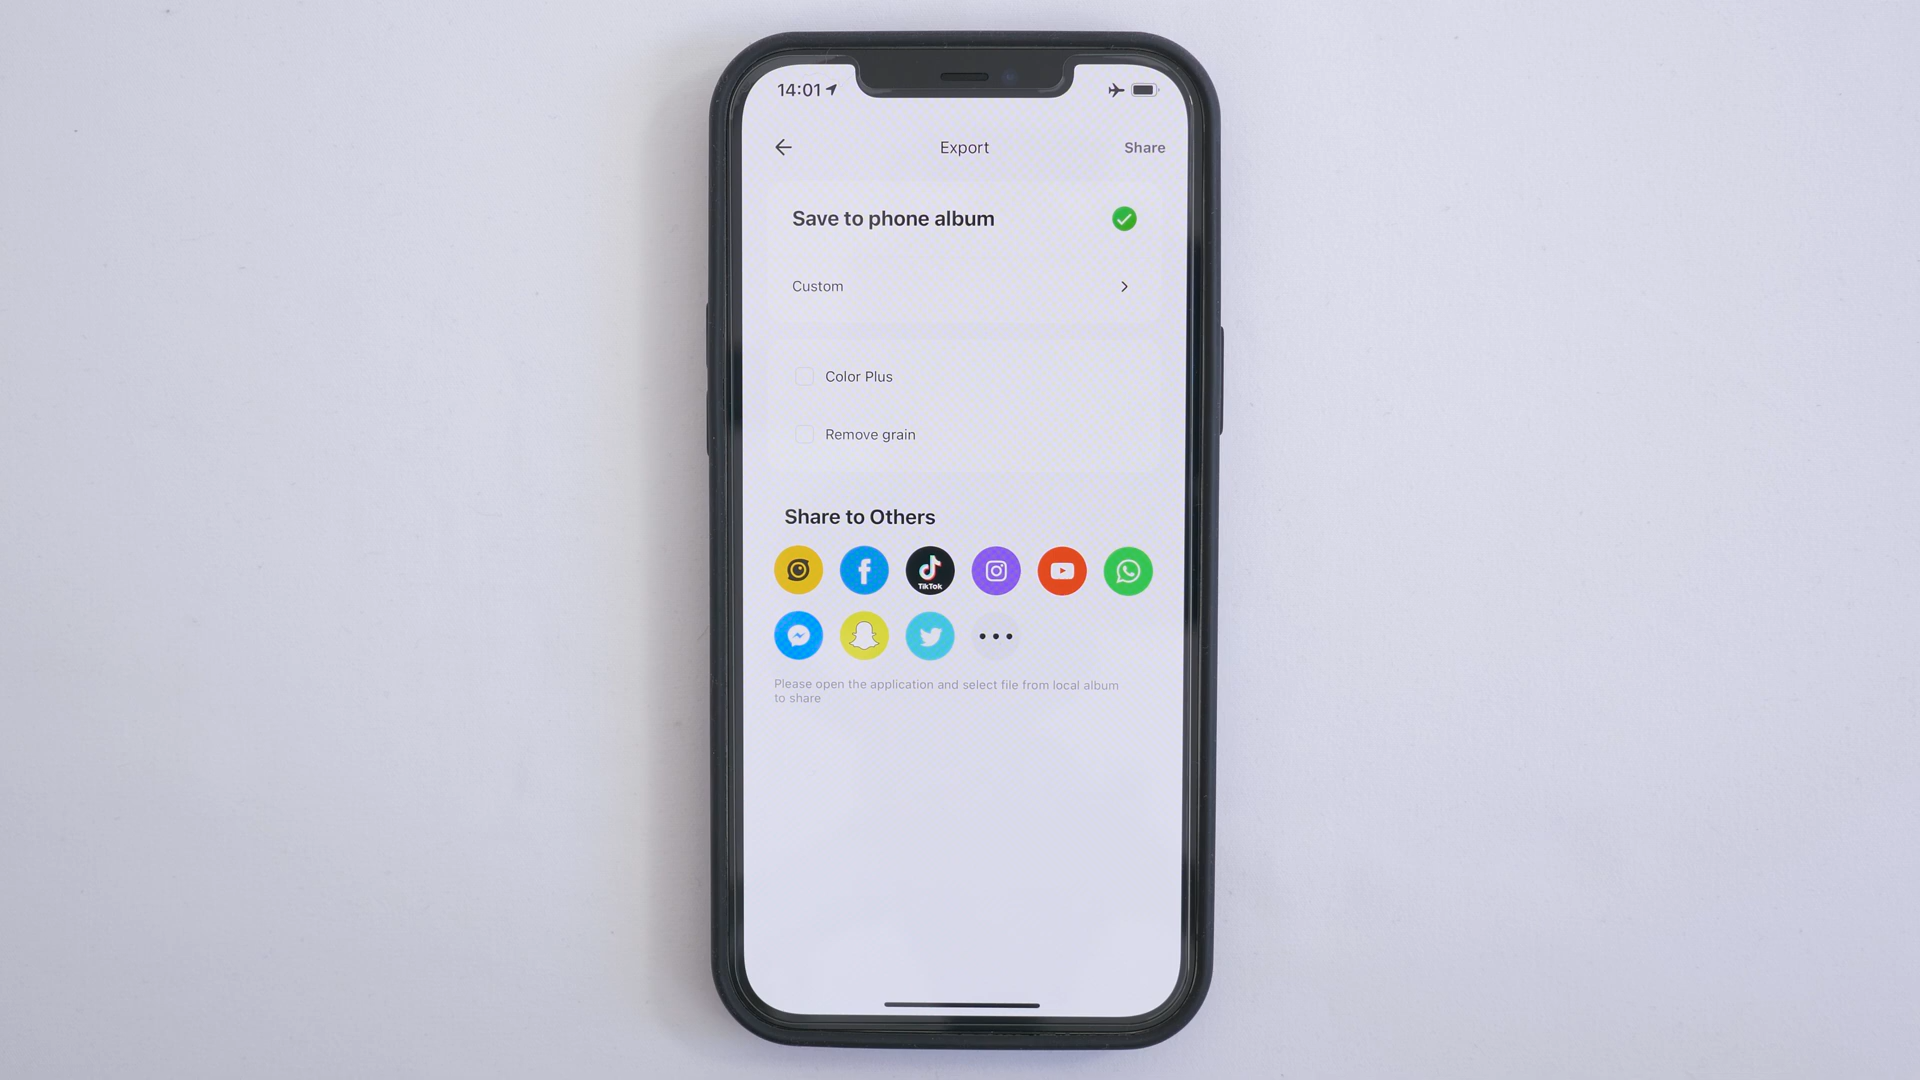 14:01
Export
Share
Save to phone album
Custom
Color Plus
Remove grain
Share to Others
TikTok
Please open the application and select file from local album
to share